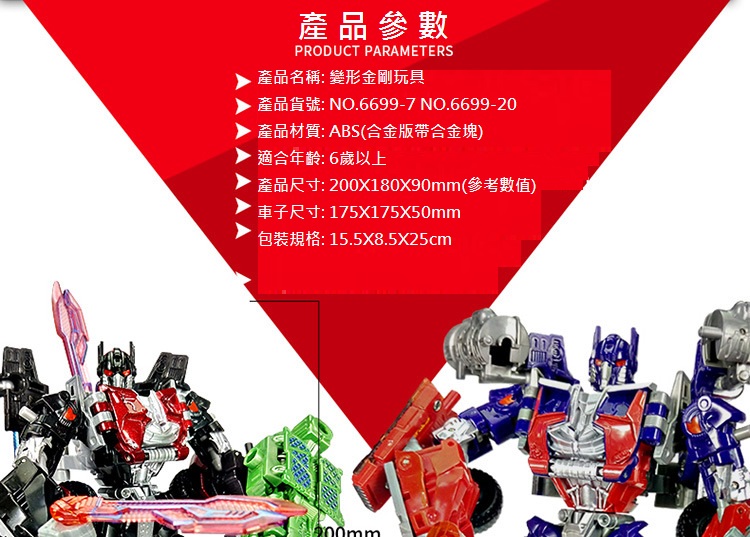 產品參數
PRODUCT PARAMETERS
產品名稱: 變形金剛玩具
產品貨號: NO.6699-7 NO.6699-20
產品材質: ABS(合金版帶合金塊)
適合年齡: 6歲以上
產品尺寸: 200X180X90mm(參考數值)
車子尺寸: 175X175X50mm
包裝規格: 15.5X8.5X25cm
200mm